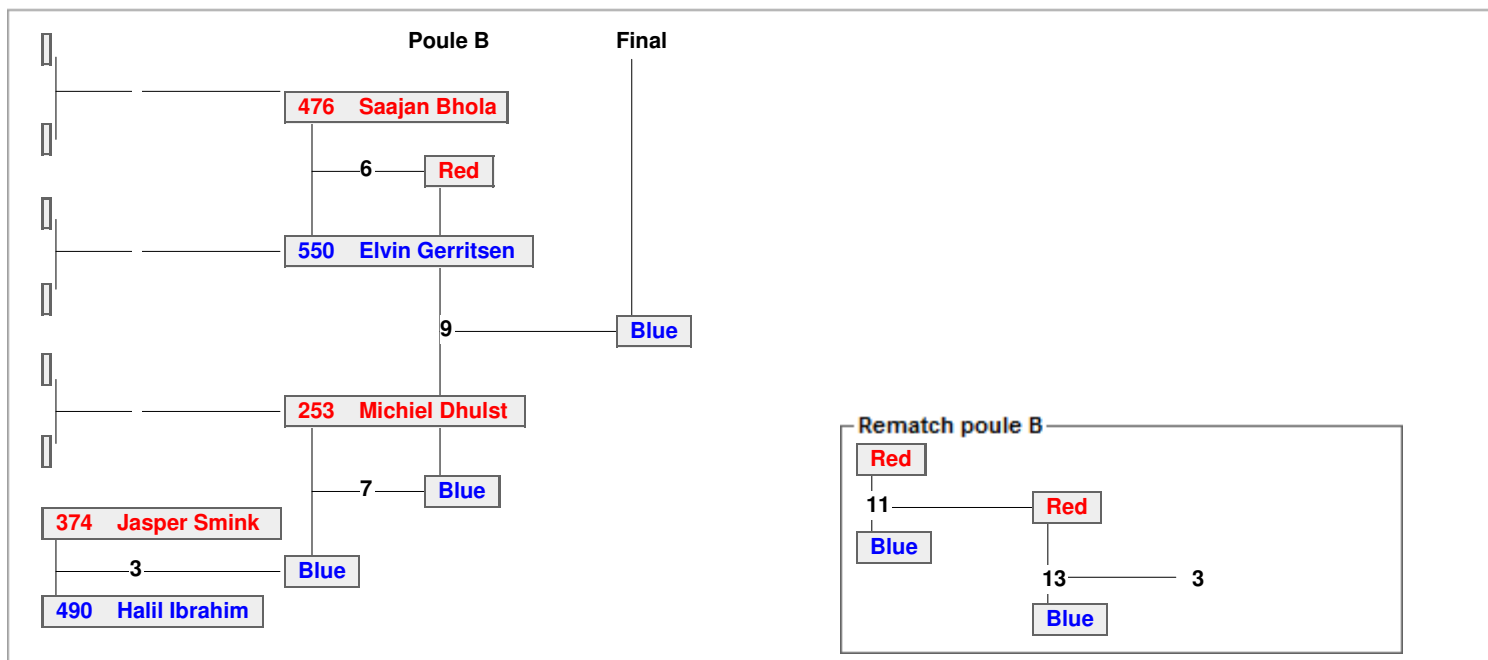 Poule B Final
476 Saajan Bhola
6 Red
550 Elvin Gerritsen
9 Blue
253 Michiel Dhulst
7 Blue
374 Jasper Smink
3 Blue
490 Halil Ibrahim
Rematch poule B
Red
11 Red
Blue
13 3
Blue